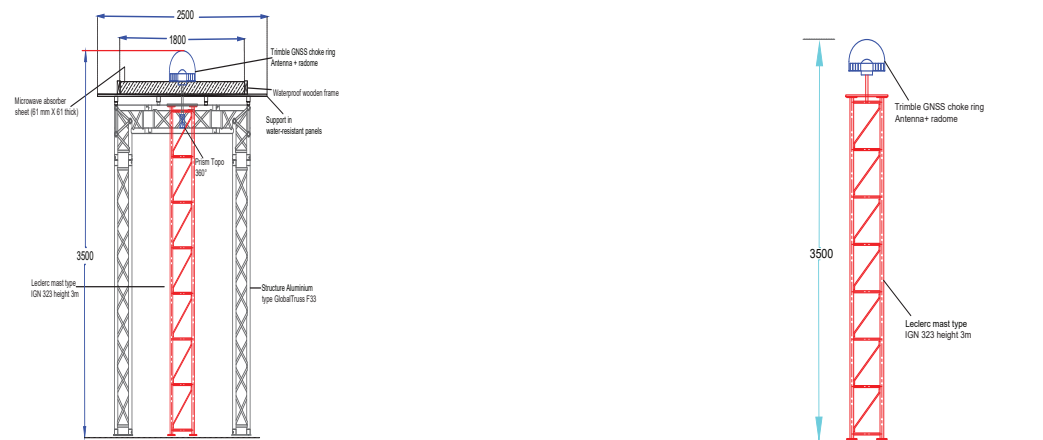 2500
1800
Trimble GNSS choke ring
Antenna + radome
Waterproof wooden frame
Microwave absorber
sheet (61 mm X 61 thick)
Support in
water-resistant panels
Prism Topo
360°
3500
Leclerc mast type
IGN 323 height 3m
Structure Aluminium
type GlobalTruss F33
Trimble GNSS choke ring
Antenna+ radome
3500
Leclerc mast type
IGN 323 height 3m